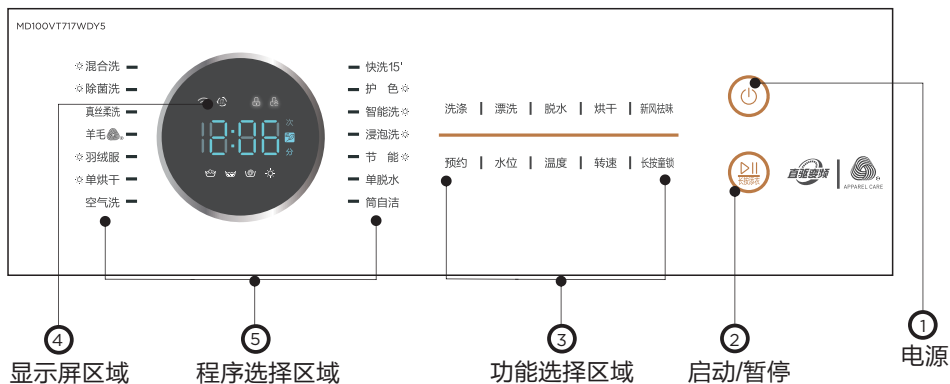 MD100VT717WDY5
混合洗
除菌洗
真丝柔洗
羊毛
羽绒服
单烘干
空气洗
18:08
次
分
快洗15'
护 色
智能洗
浸泡洗
节 能
单脱水
筒自洁
洗涤 | 漂洗 | 脱水 | 烘干 | 新风祛味
预约 | 水位 | 温度 | 转速 | 长按童锁
长按添衣
直驱变频
APPAREL CARE
④
显示屏区域
⑤
程序选择区域
③
功能选择区域
②
启动/暂停
①
电源